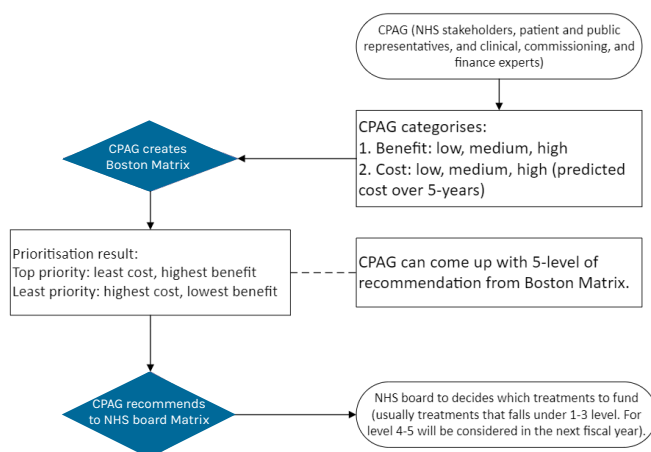 CPAG (NHS stakeholders, patient and public
representatives, and clinical, commissioning, and
finance experts)
CPAG categorises:
1. Benefit: low, medium, high
2. Cost: low, medium, high (predicted
cost over 5-years)
CPAG creates
Boston Matrix
Prioritisation result:
Top priority: least cost, highest benefit
Least priority: highest cost, lowest benefit
CPAG can come up with 5-level of
recommendation from Boston Matrix.
CPAG recommends
to NHS board Matrix
NHS board to decides which treatments to fund
(usually treatments that falls under 1-3 level. For
level 4-5 will be considered in the next fiscal year).